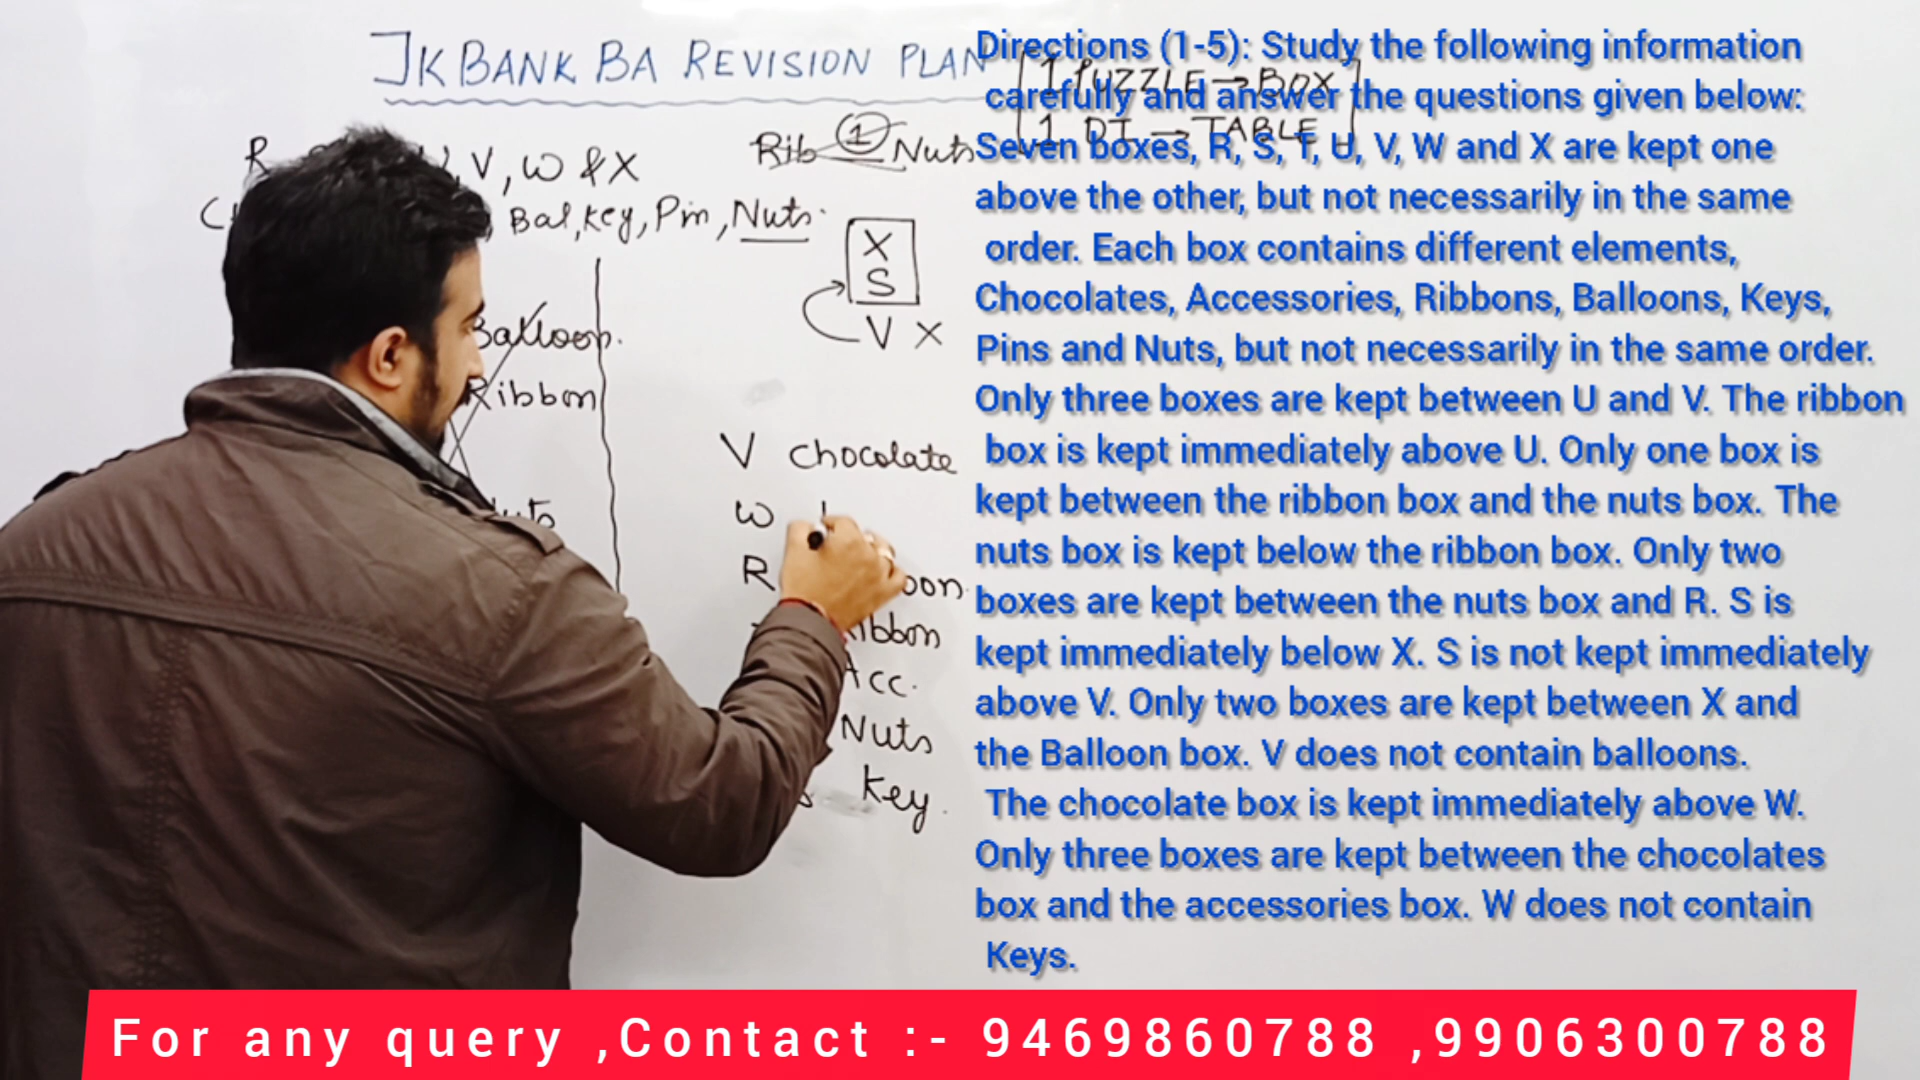 JK BANK BA REVISION PLAN
[1 PUZZLE → BOX
1 DI → TABLE]
R V, W & X
Rib 1 Nuts
Bal, Key, Pin, Nuts.
X
S
V X
Balloon.
Ribbon
V Chocolate
W
R oon.
Ribbon
Acc.
Nuts
Key.
Directions (1-5): Study the following information
carefully and answer the questions given below:
Seven boxes, R, S, T, U, V, W and X are kept one
above the other, but not necessarily in the same
order. Each box contains different elements,
Chocolates, Accessories, Ribbons, Balloons, Keys,
Pins and Nuts, but not necessarily in the same order.
Only three boxes are kept between U and V. The ribbon
box is kept immediately above U. Only one box is
kept between the ribbon box and the nuts box. The
nuts box is kept below the ribbon box. Only two
boxes are kept between the nuts box and R. S is
kept immediately below X. S is not kept immediately
above V. Only two boxes are kept between X and
the Balloon box. V does not contain balloons.
The chocolate box is kept immediately above W.
Only three boxes are kept between the chocolates
box and the accessories box. W does not contain
Keys.
For any query ,Contact :- 9469860788 ,9906300788